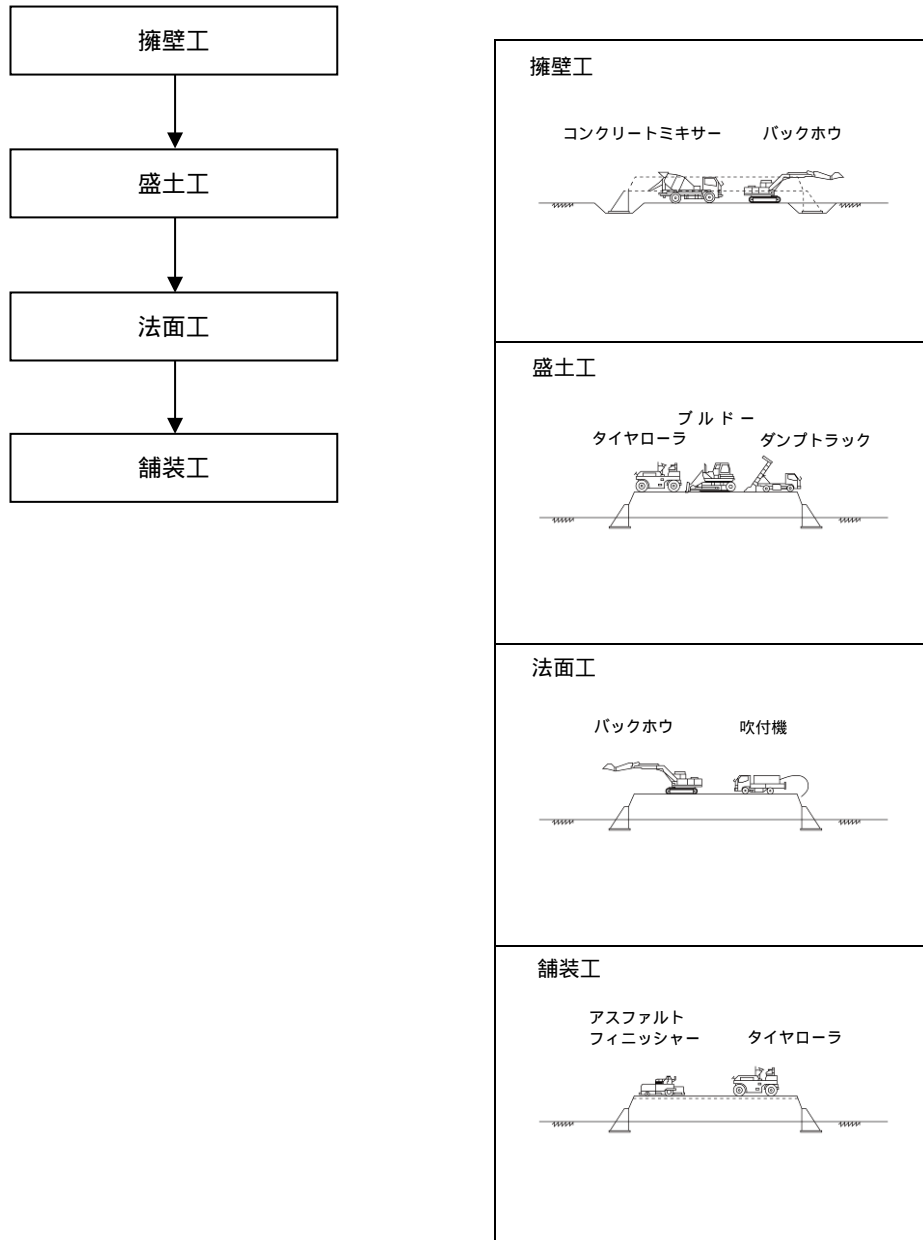 擁壁工
盛土工
法面工
舗装工
擁壁工
コンクリートミキサー　バックホウ
盛土工
ブルドー
タイヤローラ　ダンプトラック
法面工
バックホウ　吹付機
舗装工
アスファルト
フィニッシャー　タイヤローラ